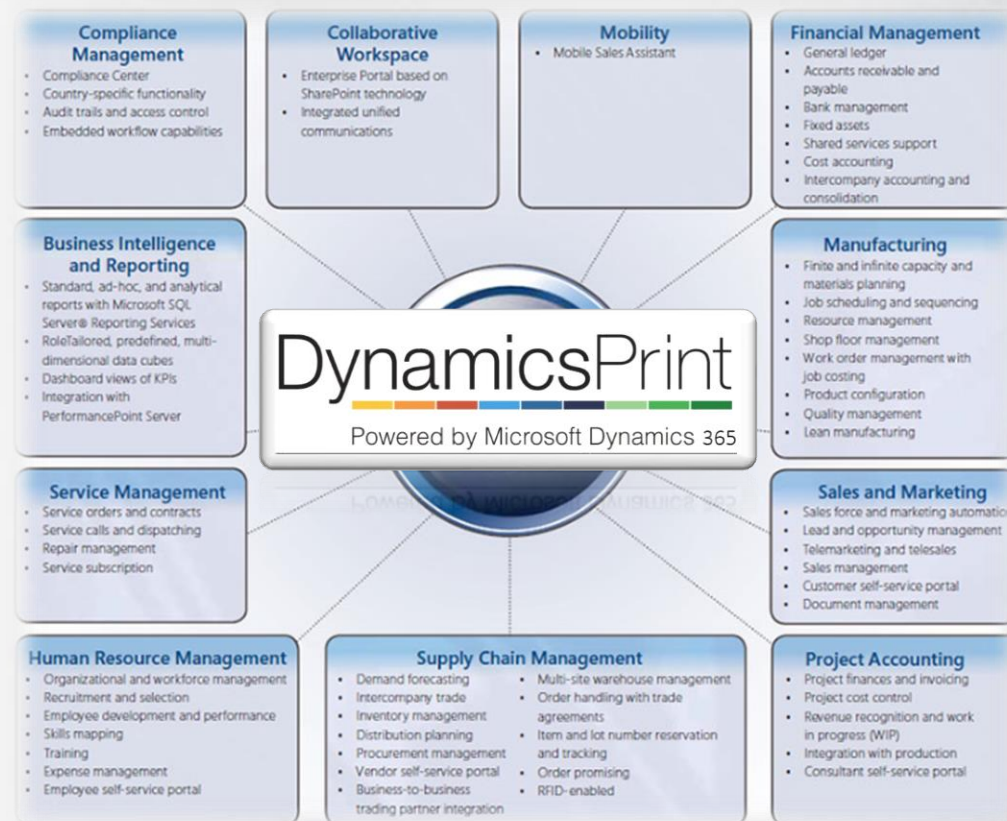 Compliance
Management
• Compliance Center
• Country-specific functionality
• Audit trails and access control
• Embedded workflow capabilities
Collaborative
Workspace
• Enterprise Portal based on
SharePoint technology
• Integrated unified
communications
Mobility
• Mobile Sales Assistant
Financial Management
• General ledger
• Accounts receivable and
payable
• Bank management
• Fixed assets
• Shared services support
• Cost accounting
• Intercompany accounting and
consolidation
Business Intelligence
and Reporting
• Standard, ad-hoc, and analytical
reports with Microsoft SQL
Server® Reporting Services
• RoleTailored, predefined, multi-
dimensional data cubes
• Dashboard views of KPIs
• Integration with
PerformancePoint Server
DynamicsPrint
Powered by Microsoft Dynamics 365
Powered by Microsoft Dynamics 365
Manufacturing
• Finite and infinite capacity and
materials planning
• Job scheduling and sequencing
• Resource management
• Shop floor management
• Work order management with
job costing
• Product configuration
• Quality management
• Lean manufacturing
Service Management
• Service orders and contracts
• Service calls and dispatching
• Repair management
• Service subscription
Sales and Marketing
• Sales force and marketing automatio
• Lead and opportunity management
• Telemarketing and telesales
• Sales management
• Customer self-service portal
• Document management
Human Resource Management
• Organizational and workforce management
• Recruitment and selection
• Employee development and performance
• Skills mapping
• Training
• Expense management
• Employee self-service portal
Supply Chain Management
• Demand forecasting
• Intercompany trade
• Inventory management
• Distribution planning
• Procurement management
• Vendor self-service portal
• Business-to-business
trading partner integration
• Multi-site warehouse management
• Order handling with trade
agreements
• Item and lot number reservation
and tracking
• Order promising
• RFID-enabled
Project Accounting
• Project finances and invoicing
• Project cost control
• Revenue recognition and work
in progress (WIP)
• Integration with production
• Consultant self-service portal